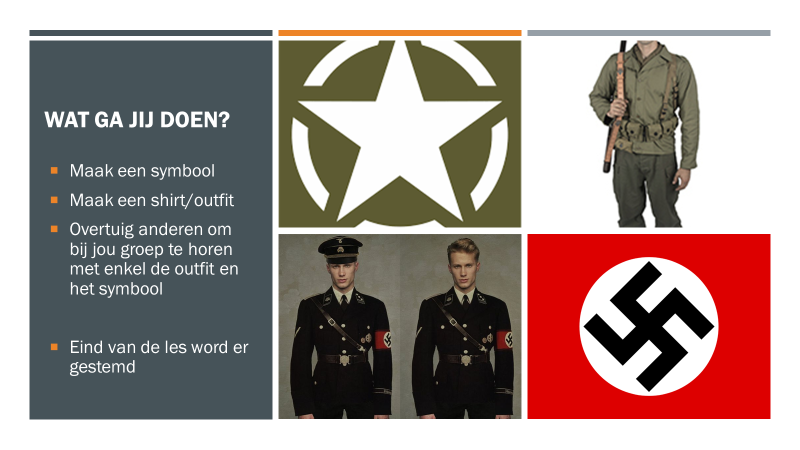 WAT GA JIJ DOEN?
Maak een symbool
Maak een shirt/outfit
Overtuig anderen om
bij jou groep te horen
met enkel de outfit en
het symbool
Eind van de les word er
gestemd